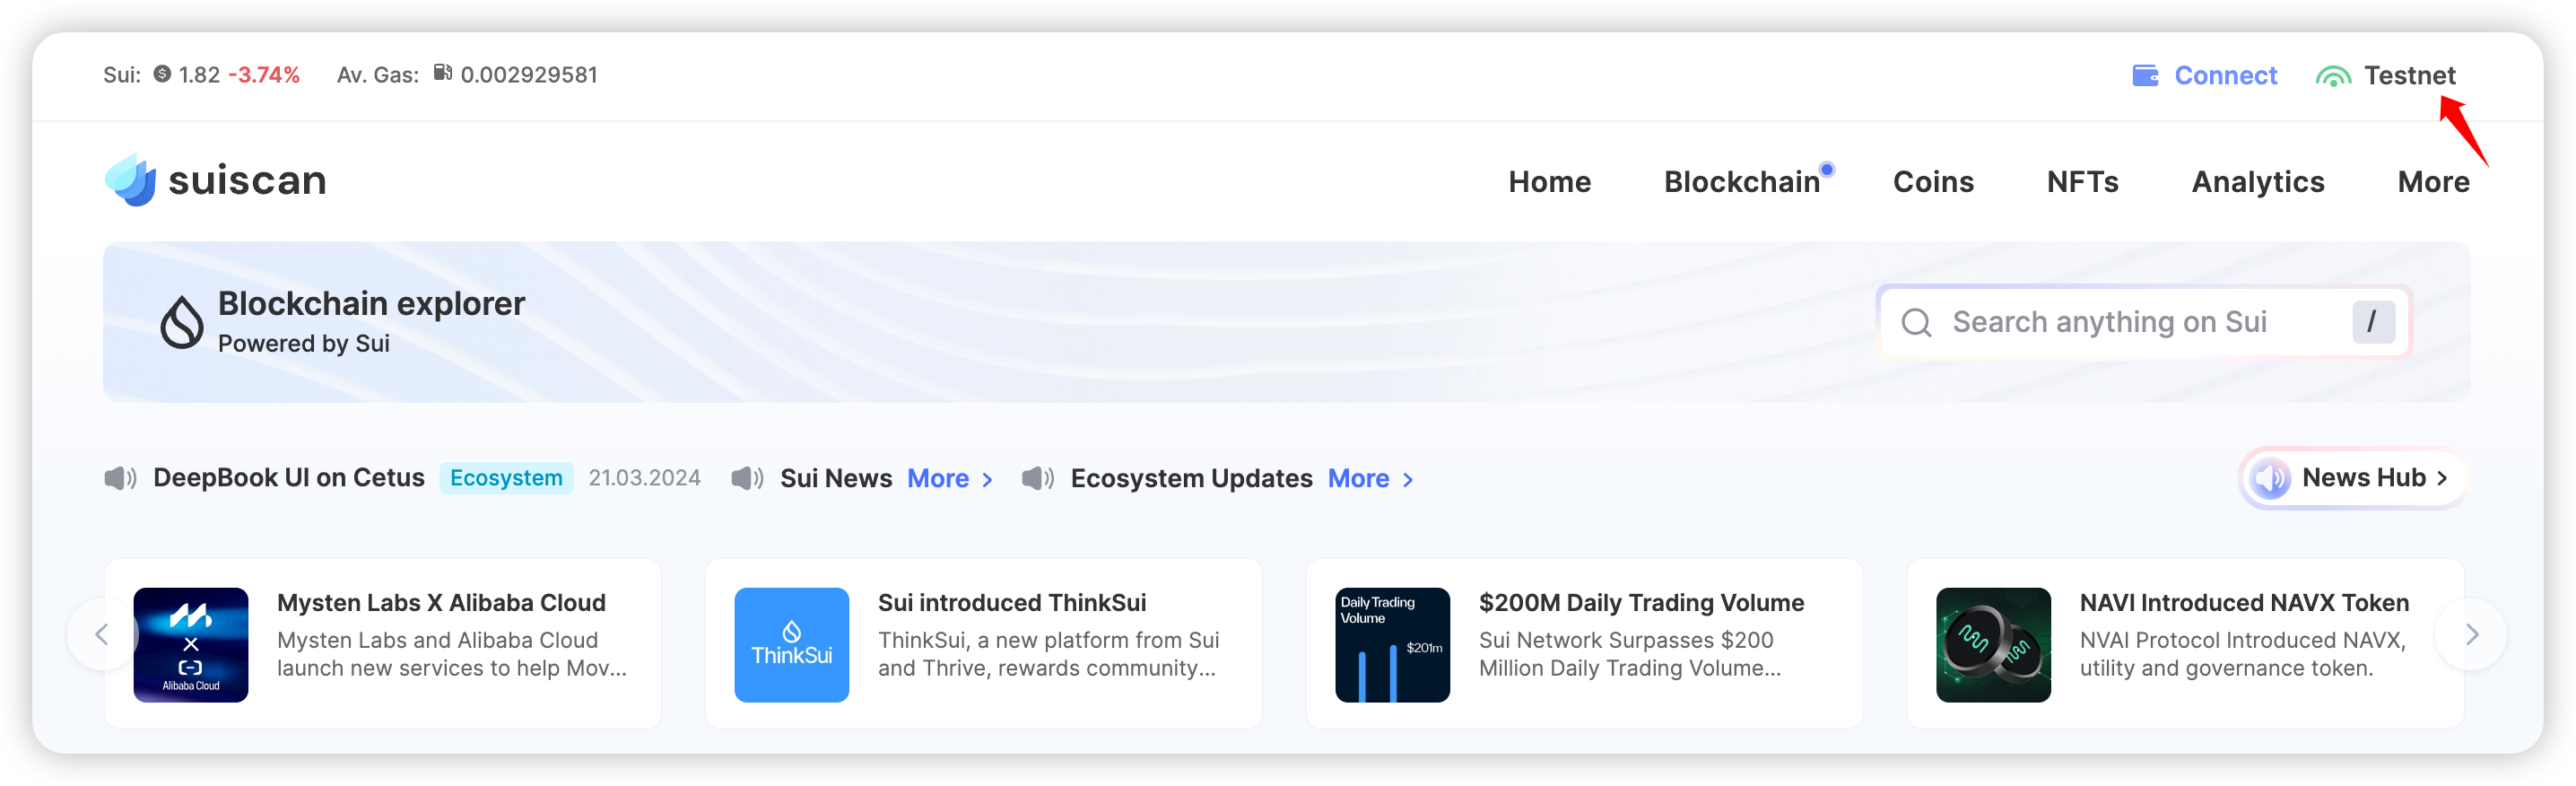 Sui: 1.82 -3.74% Av. Gas: 0.002929581
Connect Testnet
suiscan
Home Blockchain Coins NFTs Analytics More
Blockchain explorer
Powered by Sui
Search anything on Sui /
DeepBook UI on Cetus Ecosystem 21.03.2024 Sui News More > Ecosystem Updates More >
News Hub >
Alibaba Cloud
Mysten Labs X Alibaba Cloud
Mysten Labs and Alibaba Cloud
launch new services to help Mov...
ThinkSui
Sui introduced ThinkSui
ThinkSui, a new platform from Sui
and Thrive, rewards community...
Daily Trading
Volume
$201m
$200M Daily Trading Volume
Sui Network Surpasses $200
Million Daily Trading Volume...
NAVI Introduced NAVX Token
NVAI Protocol Introduced NAVX,
utility and governance token.